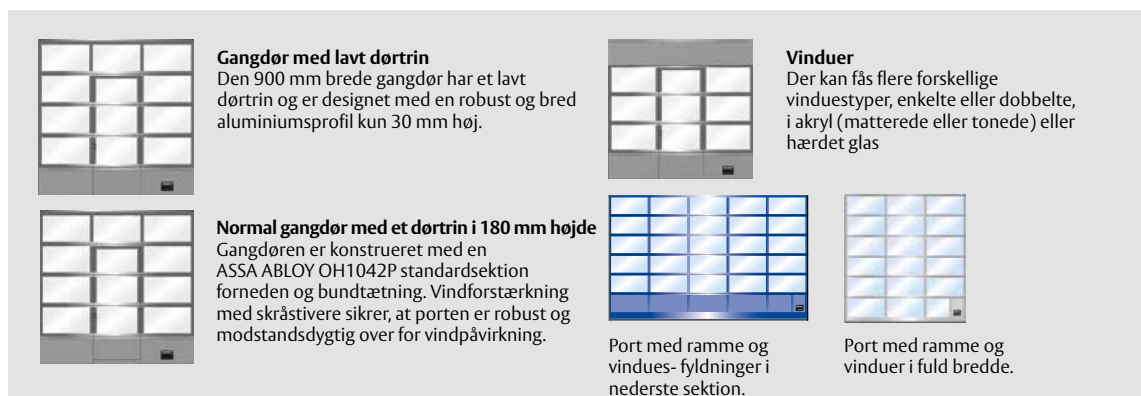 Gangdør med lavt dørtrin
Den 900 mm brede gangdør har et lavt
dørtrin og er designet med en robust og bred
aluminiumsprofil kun 30 mm høj.
Normal gangdør med et dørtrin i 180 mm højde
Gangdøren er konstrueret med en
ASSA ABLOY OH1042P standardsektion
forneden og bundtætning. Vindforstærkning
med skråstivere sikrer, at porten er robust og
modstandsdygtig over for vindpåvirkning.
Vinduer
Der kan fås flere forskellige
vinduestyper, enkelte eller dobbelte,
i akryl (matterede eller tonede) eller
hærdet glas
Port med ramme og
vindues- fyldninger i
nederste sektion.
Port med ramme og
vinduer i fuld bredde.